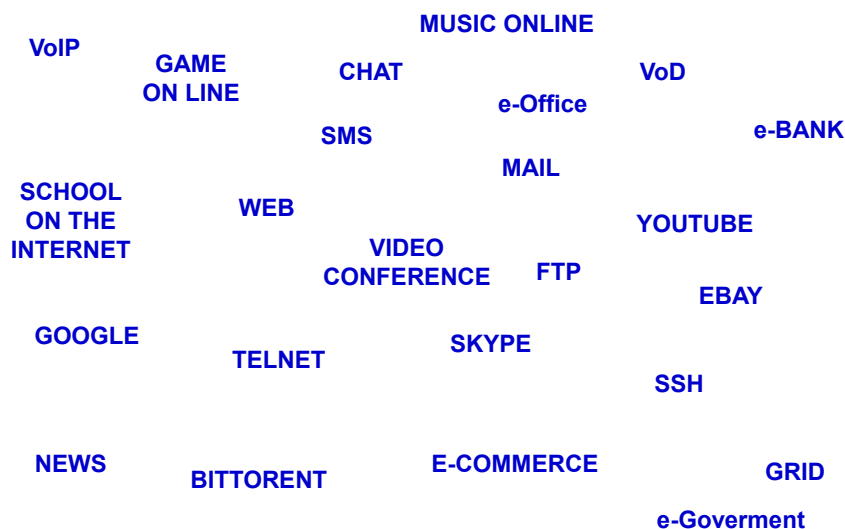 MUSIC ONLINE
VoIP
GAME
ON LINE
CHAT
VoD
e-Office
SMS
e-BANK
MAIL
SCHOOL
ON THE
INTERNET
WEB
YOUTUBE
VIDEO
CONFERENCE
FTP
EBAY
GOOGLE
TELNET
SKYPE
SSH
NEWS
BITTORENT
E-COMMERCE
GRID
e-Goverment